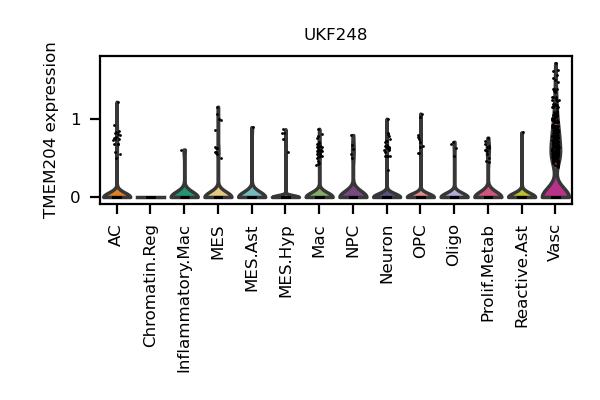 UKF248
TMEM204 expression
1
0
AC
Chromatin.Reg
Inflammatory.Mac
MES
MES.Ast
MES.Hyp
Mac
NPC
Neuron
OPC
Oligo
Prolif.Metab
Reactive.Ast
Vasc